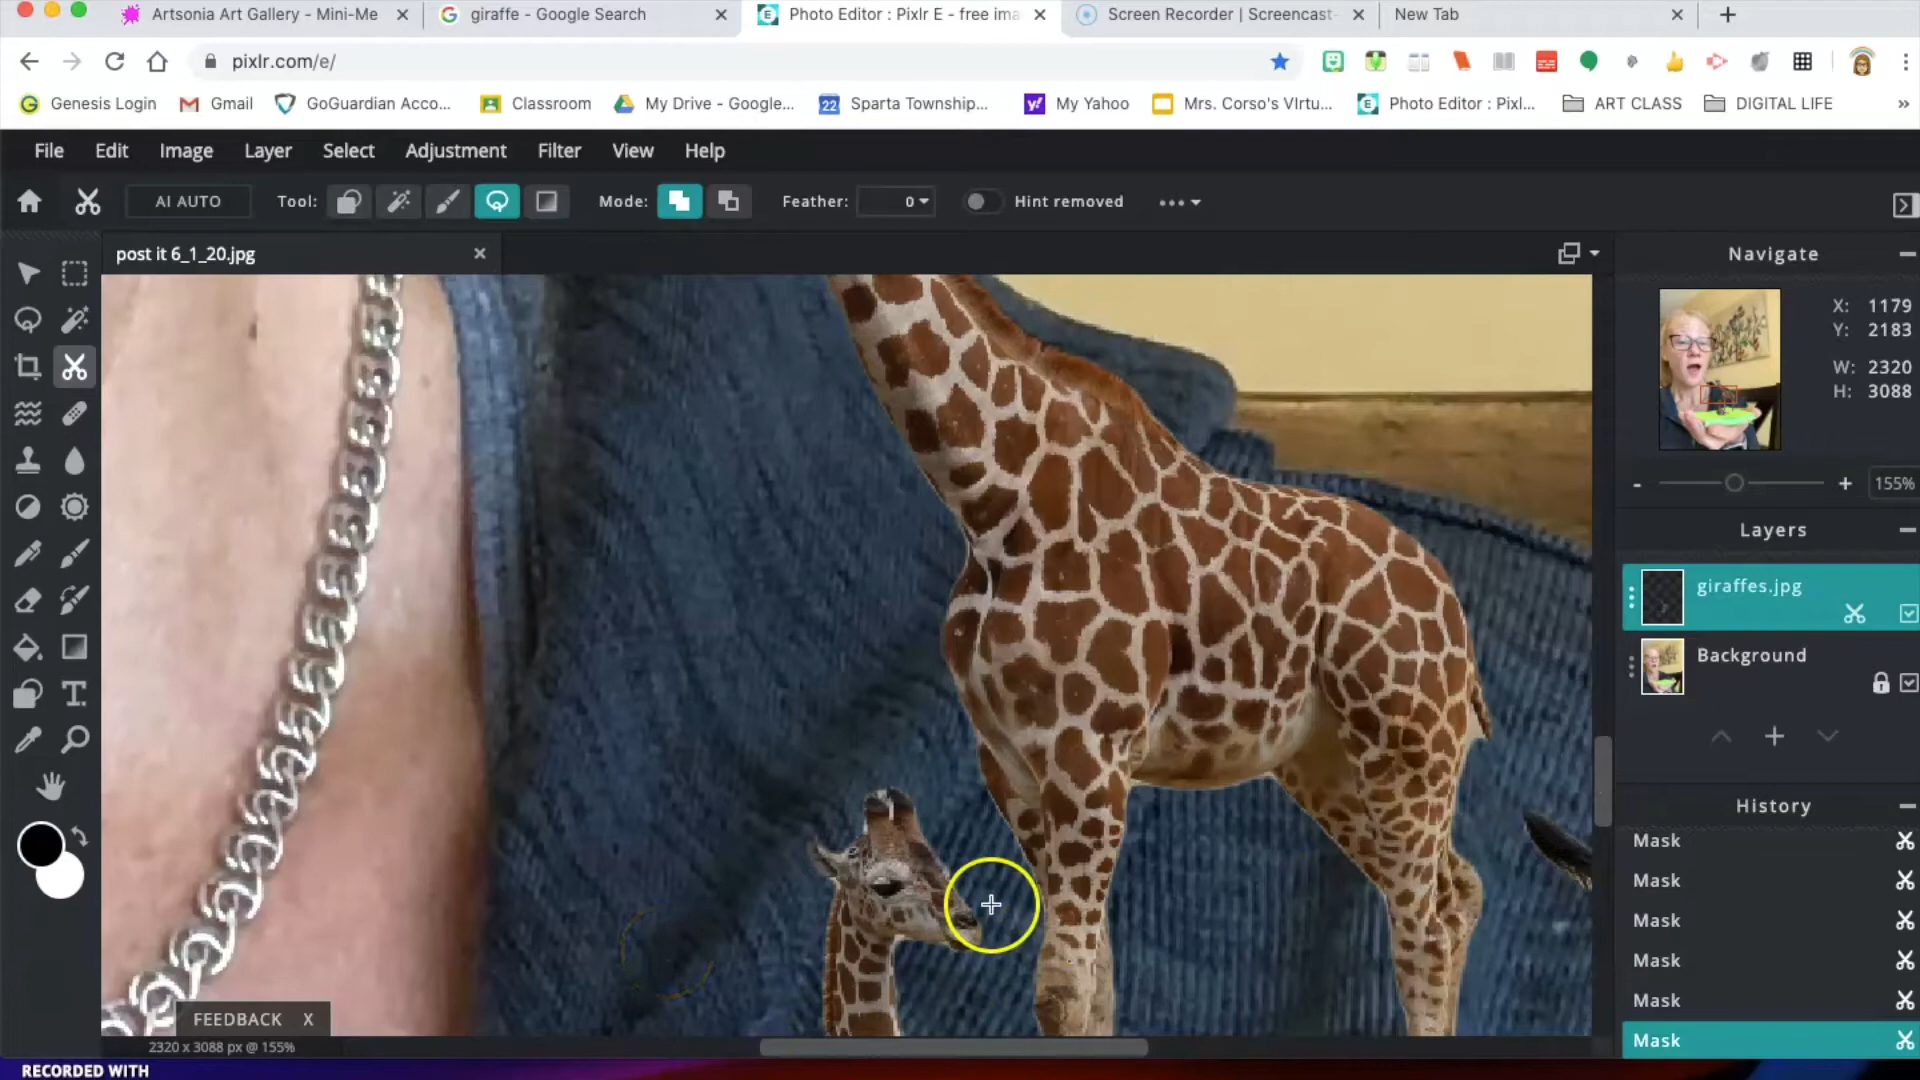 Artsonia Art Gallery - Mini-Me
giraffe - Google Search
Photo Editor : Pixlr E - free ima
Screen Recorder | Screencast-
New Tab
pixlr.com/e/
Genesis Login
Gmail
GoGuardian Acco...
Classroom
My Drive - Google...
22 Sparta Township...
My Yahoo
Mrs. Corso's VIrtu...
Photo Editor : Pixl...
ART CLASS
DIGITAL LIFE
File Edit Image Layer Select Adjustment Filter View Help
AI AUTO
Tool:
Mode:
Feather: 0
Hint removed
post it 6_1_20.jpg
Navigate
X: 1179
Y: 2183
W: 2320
H: 3088
155%
Layers
giraffes.jpg
Background
History
Mask
Mask
Mask
Mask
Mask
Mask
FEEDBACK X
2320 x 3088 px @ 155%
RECORDED WITH